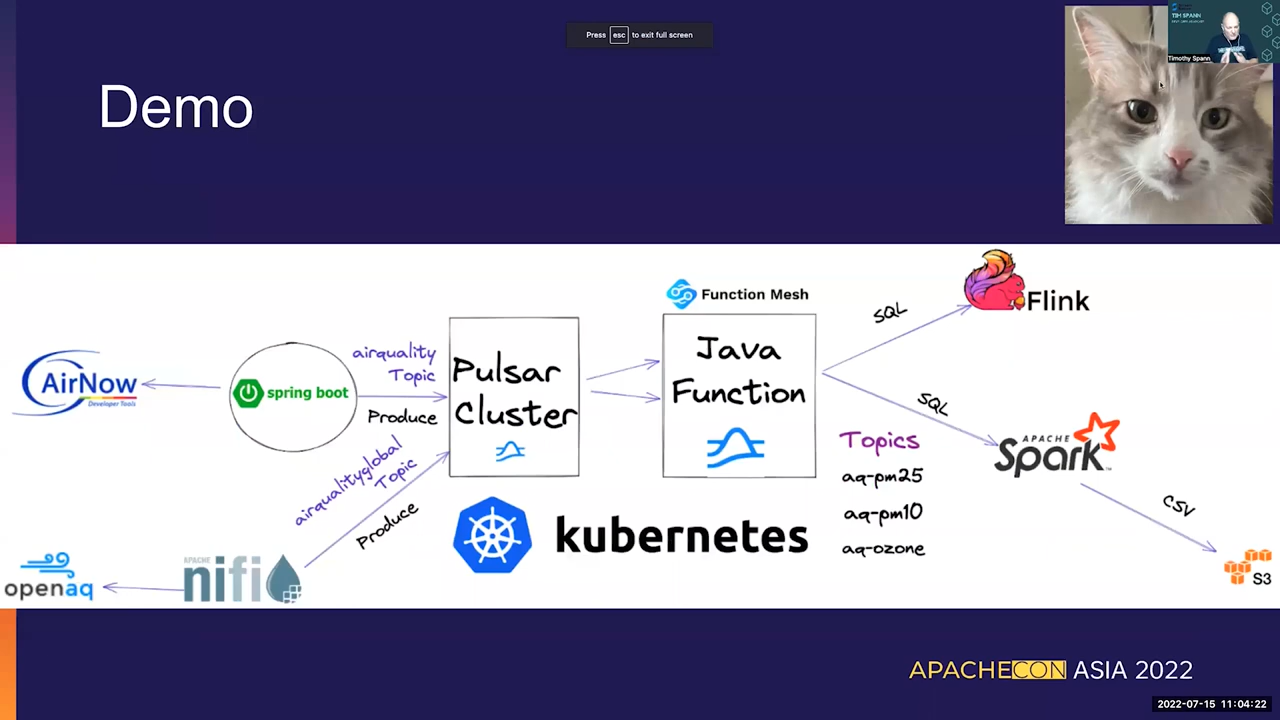 Press esc to exit full screen
TIM SPANN
Timothy Spann
Demo
Function Mesh
SQL
Flink
AirNow
Developer Tools
spring boot
airquality
Topic
Produce
Pulsar
Cluster
Java
Function
SQL
APACHE
Spark
Topics
aq-pm25
aq-pm10
aq-ozone
airqualityglobal
Topic
Produce
kubernetes
CSV
S3
openaq
APACHE
nifi
APACHECON ASIA 2022
2022-07-15 11:04:22